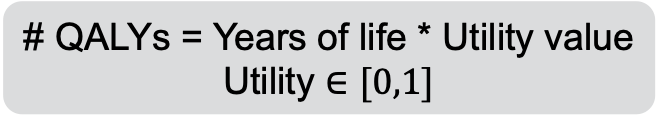 # QALYs = Years of life * Utility value
Utility ∈ [0,1]